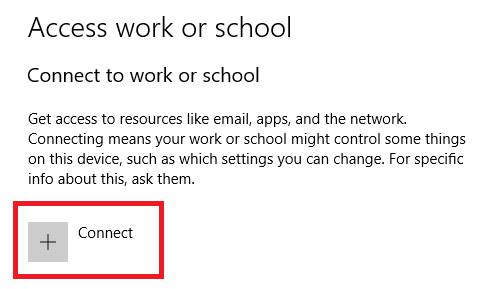 Access work or school
Connect to work or school
Get access to resources like email, apps, and the network.
Connecting means your work or school might control some things
on this device, such as which settings you can change. For specific
info about this, ask them.
Connect